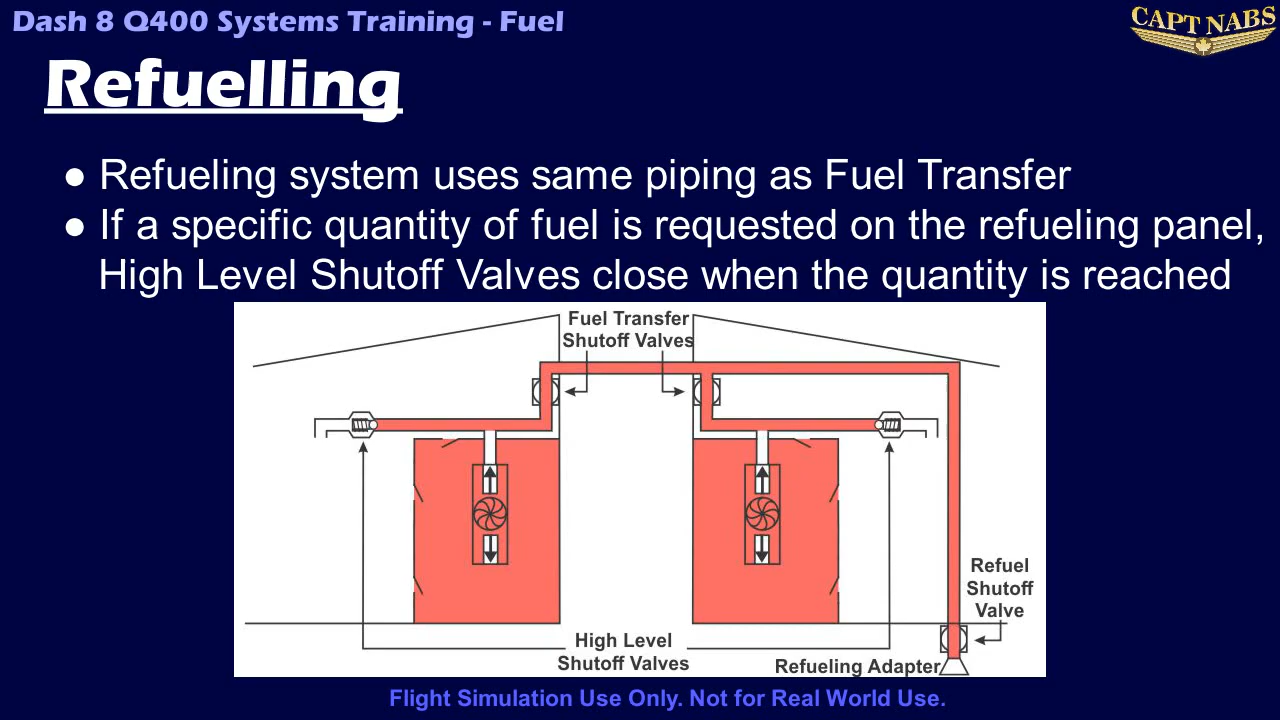 Dash 8 Q400 Systems Training - Fuel
CAPT NABS
Refuelling
● Refueling system uses same piping as Fuel Transfer
● If a specific quantity of fuel is requested on the refueling panel,
High Level Shutoff Valves close when the quantity is reached
Fuel Transfer
Shutoff Valves
Refuel
Shutoff
Valve
High Level
Shutoff Valves
Refueling Adapter
Flight Simulation Use Only. Not for Real World Use.